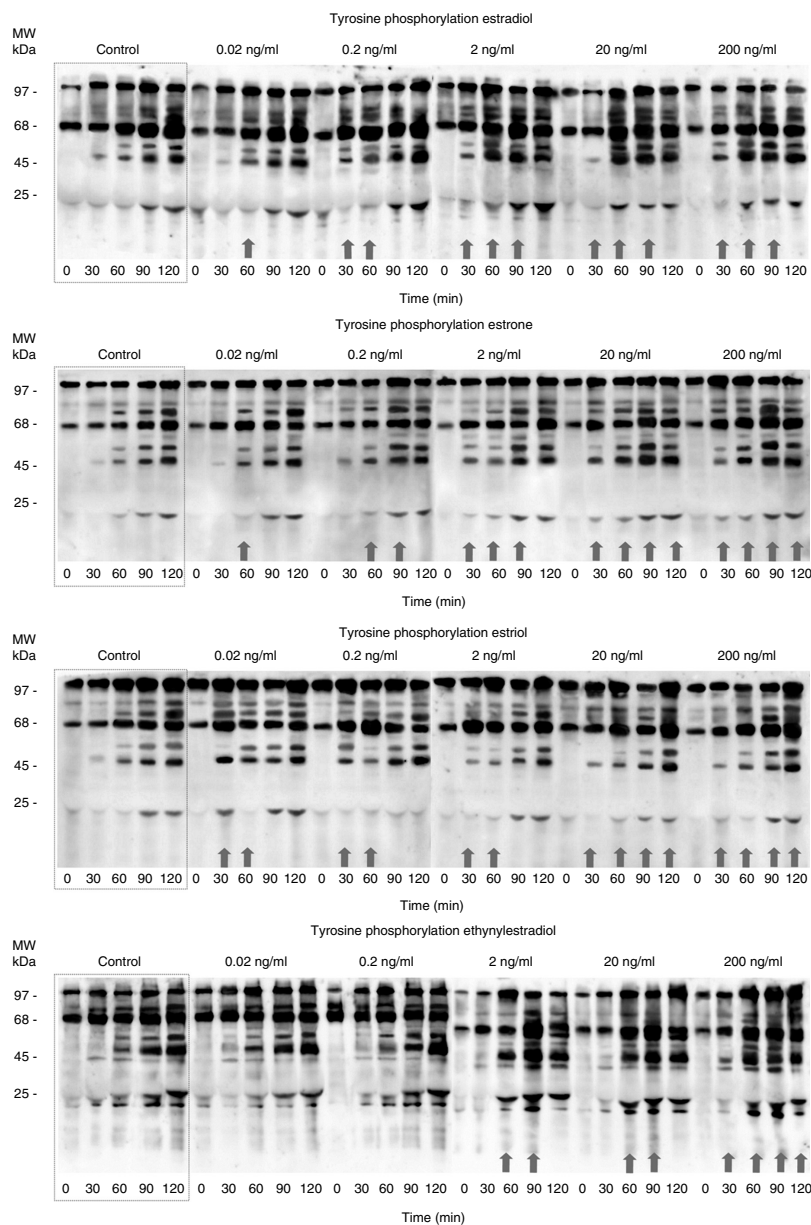 Tyrosine phosphorylation estradiol
MW
kDa
Control 0.02 ng/ml 0.2 ng/ml 2 ng/ml 20 ng/ml 200 ng/ml
97 -
68 -
45 -
25 -
0 30 60 90 120 0 30 60 90 120 0 30 60 90 120 0 30 60 90 120 0 30 60 90 120 0 30 60 90 120
Time (min)
Tyrosine phosphorylation estrone
MW
kDa
Control 0.02 ng/ml 0.2 ng/ml 2 ng/ml 20 ng/ml 200 ng/ml
97 -
68 -
45 -
25 -
0 30 60 90 120 0 30 60 90 120 0 30 60 90 120 0 30 60 90 120 0 30 60 90 120 0 30 60 90 120
Time (min)
Tyrosine phosphorylation estriol
MW
kDa
Control 0.02 ng/ml 0.2 ng/ml 2 ng/ml 20 ng/ml 200 ng/ml
97 -
68 -
45 -
25 -
0 30 60 90 120 0 30 60 90 120 0 30 60 90 120 0 30 60 90 120 0 30 60 90 120 0 30 60 90 120
Time (min)
Tyrosine phosphorylation ethynylestradiol
MW
kDa
Control 0.02 ng/ml 0.2 ng/ml 2 ng/ml 20 ng/ml 200 ng/ml
97 -
68 -
45 -
25 -
0 30 60 90 120 0 30 60 90 120 0 30 60 90 120 0 30 60 90 120 0 30 60 90 120 0 30 60 90 120
Time (min)